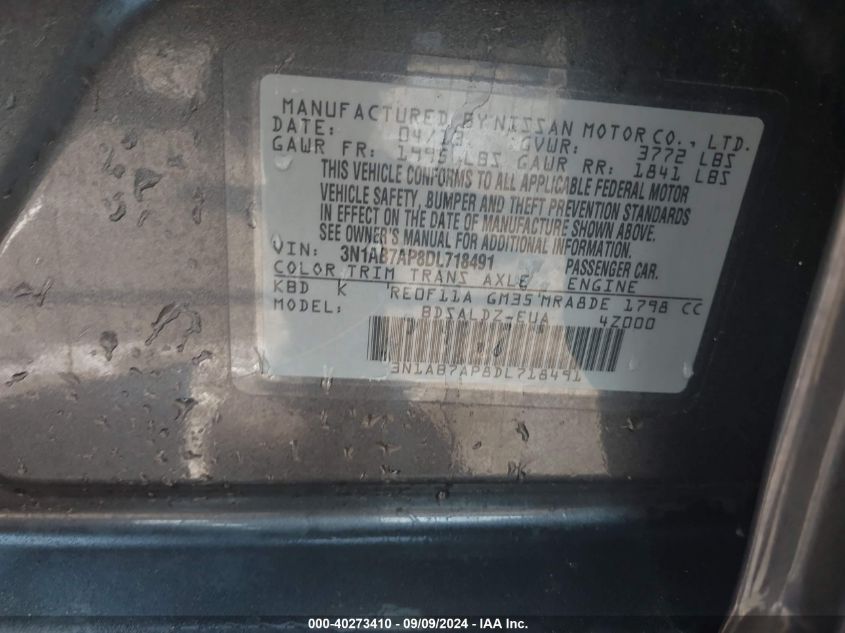 MANUFACTURED BY NISSAN MOTOR CO., LTD.
DATE: 04/13 GVWR: 3772 LBS
GAWR FR: 1995 LBS GAWR RR: 1841 LBS
THIS VEHICLE CONFORMS TO ALL APPLICABLE FEDERAL MOTOR
VEHICLE SAFETY, BUMPER AND THEFT PREVENTION STANDARDS
IN EFFECT ON THE DATE OF MANUFACTURE SHOWN ABOVE.
SEE OWNER'S MANUAL FOR ADDITIONAL INFORMATION.
VIN: 3N1AB7AP8DL718491 PASSENGER CAR.
COLOR TRIM TRANS AXLE ENGINE
KBD K RE0F11A GM35 MRA8DE 1798 CC
MODEL: BDSALDZ-EUA 4Z000
3N1AB7AP8DL718491
000-40273410 - 09/09/2024 - IAA Inc.